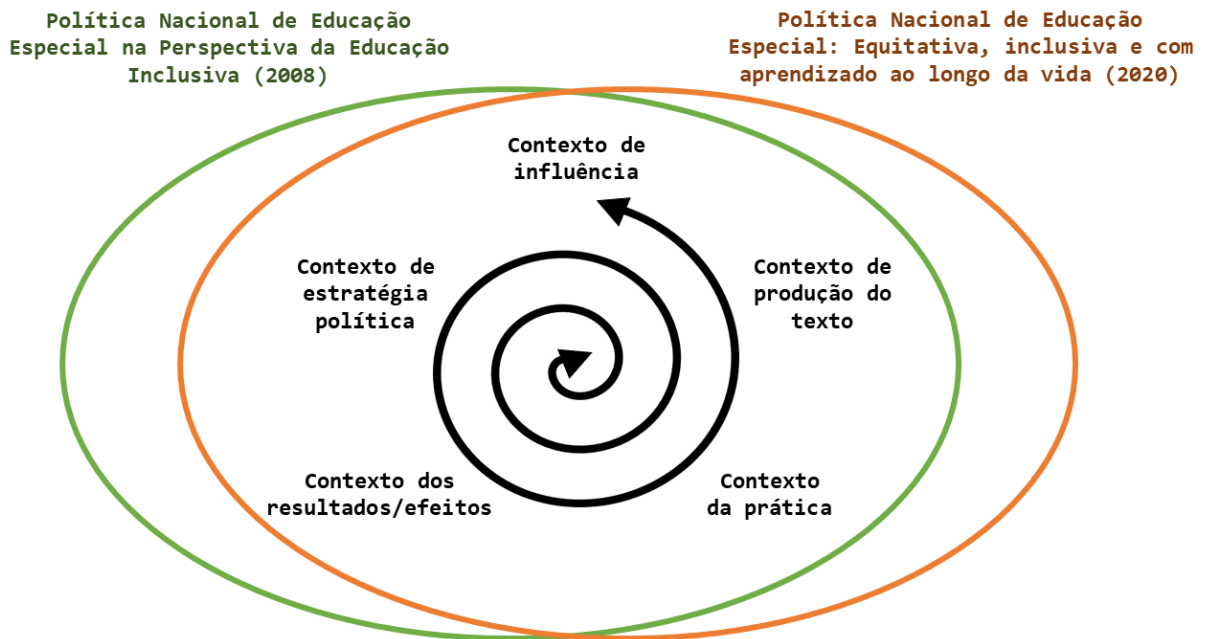 Política Nacional de Educação
Especial na Perspectiva da Educação
Inclusiva (2008)
Política Nacional de Educação
Especial: Equitativa, inclusiva e com
aprendizado ao longo da vida (2020)
Contexto de
influência
Contexto de
estratégia
política
Contexto de
produção do
texto
Contexto dos
resultados/efeitos
Contexto
da prática